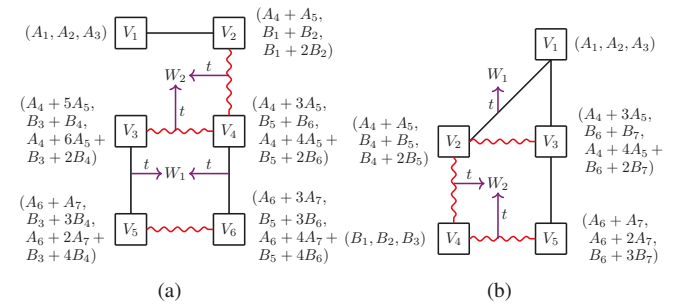 (A₁, A₂, A₃)
V₁
V₂
(A₄ + A₅,
B₁ + B₂,
B₁ + 2B₂)
W₂
t
t
(A₄ + 5A₅,
B₃ + B₄,
A₄ + 6A₅ +
B₃ + 2B₄)
V₃
V₄
(A₄ + 3A₅,
B₅ + B₆,
A₄ + 4A₅ +
B₅ + 2B₆)
t
W₁
t
(A₆ + A₇,
B₃ + 3B₄,
A₆ + 2A₇ +
B₃ + 4B₄)
V₅
V₆
(A₆ + 3A₇,
B₅ + 3B₆,
A₆ + 4A₇ +
B₅ + 4B₆)
(a)
V₁
(A₁, A₂, A₃)
W₁
t
(A₄ + A₅,
B₄ + B₅,
B₄ + 2B₅)
V₂
V₃
(A₄ + 3A₅,
B₆ + B₇,
A₄ + 4A₅ +
B₆ + 2B₇)
t
W₂
t
(B₁, B₂, B₃)
V₄
V₅
(A₆ + A₇,
A₆ + 2A₇,
B₆ + 3B₇)
(b)